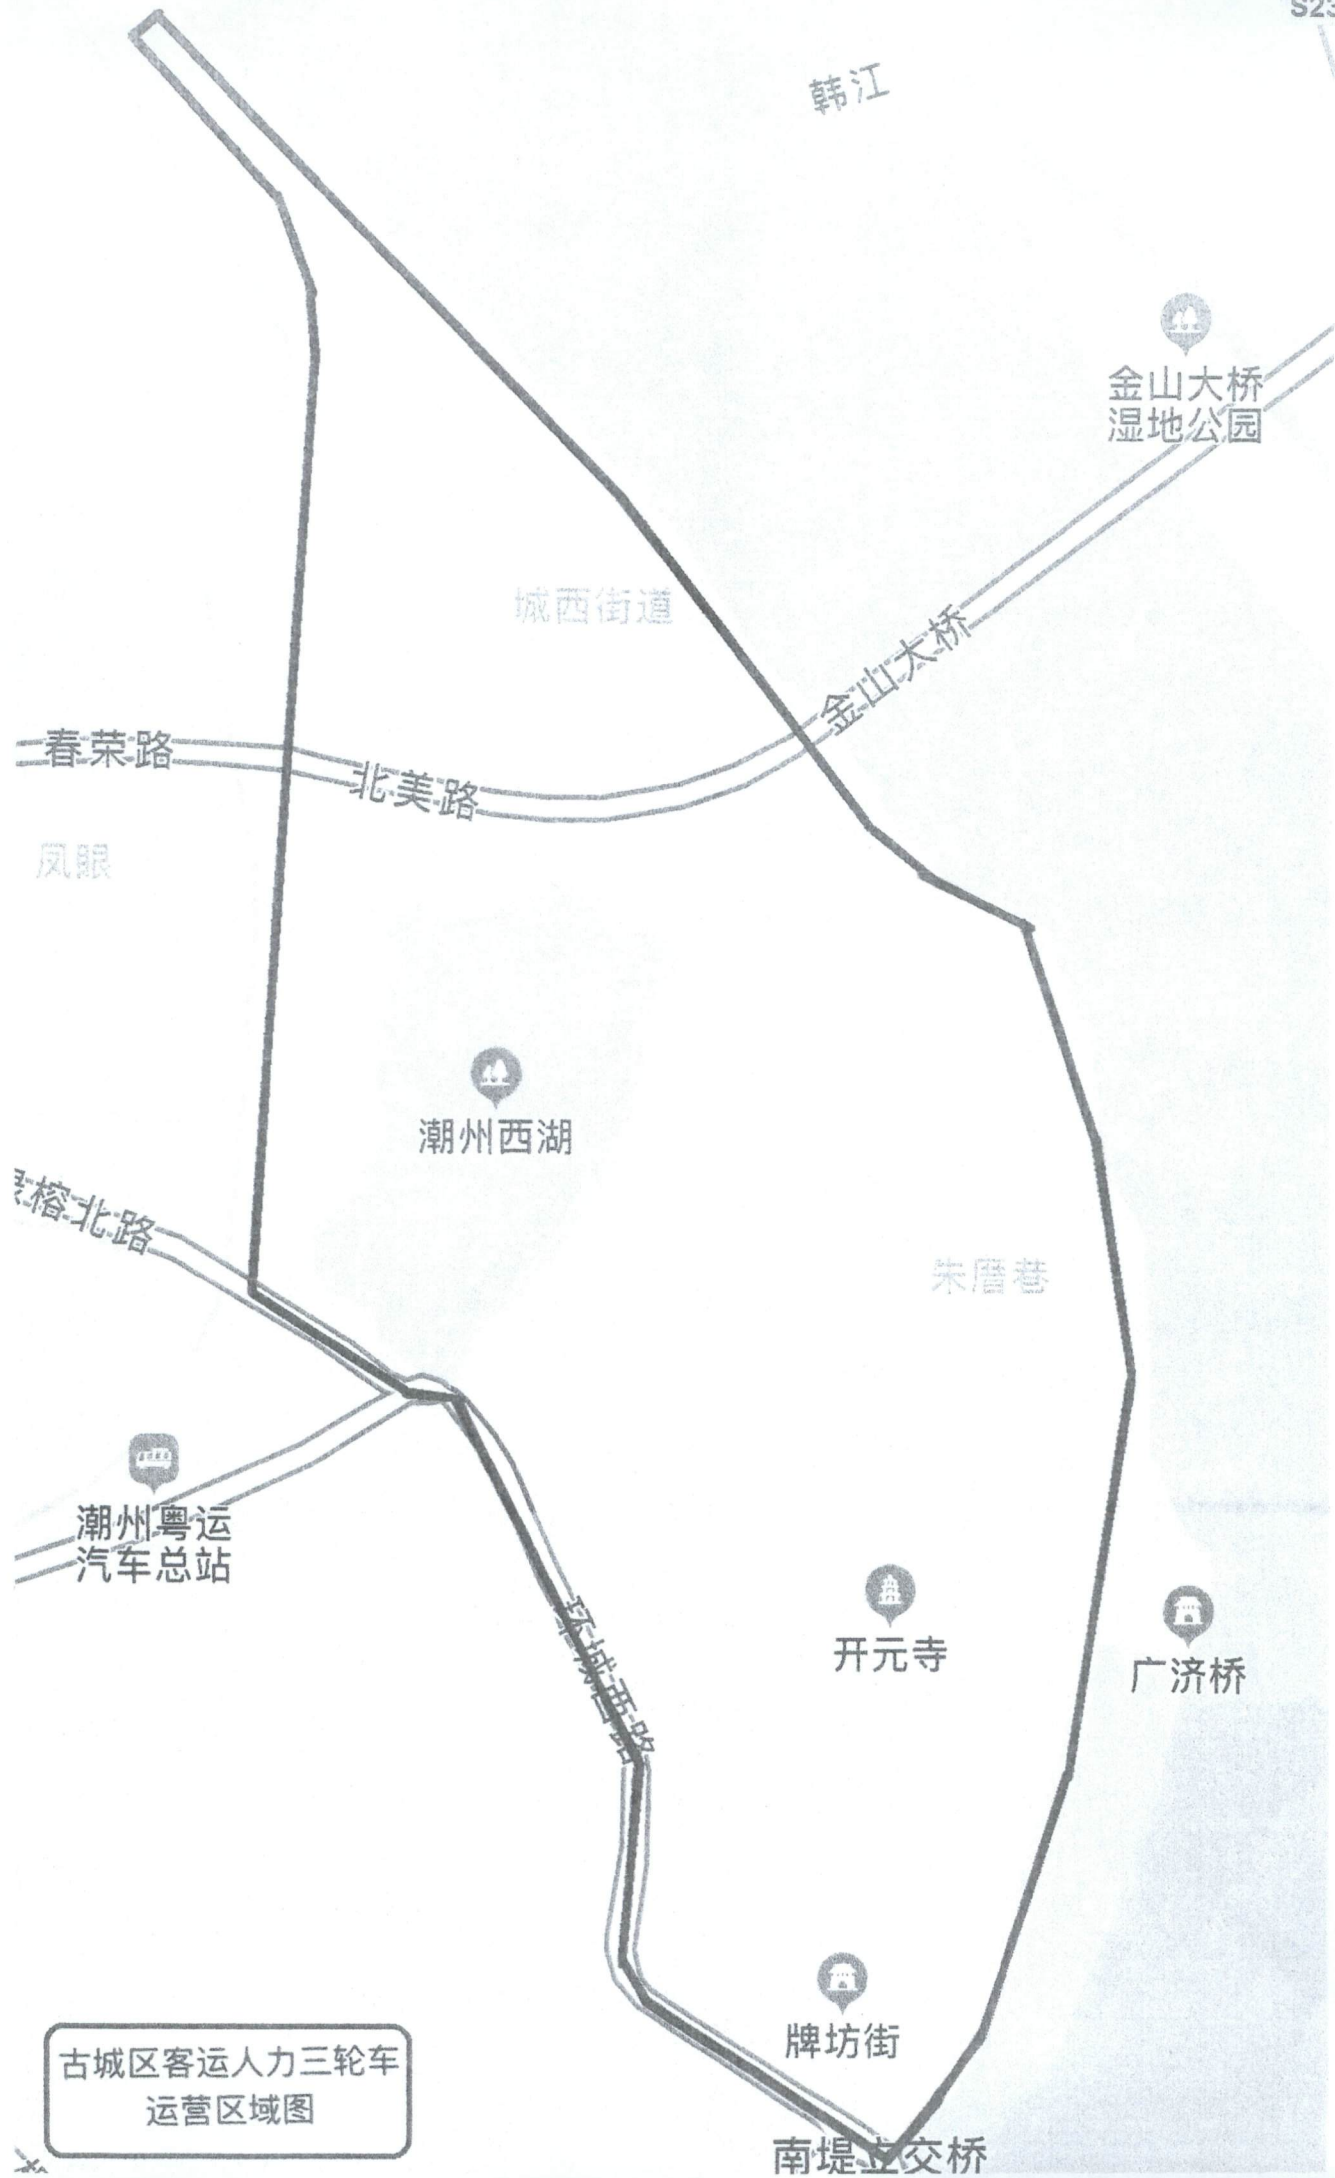 S23
韩江
金山大桥
湿地公园
城西街道
金山大桥
春荣路
北美路
凤眼
潮州西湖
榕北路
朱厝巷
潮州粤运
汽车总站
环城西路
开元寺
广济桥
牌坊街
古城区客运人力三轮车
运营区域图
南堤立交桥